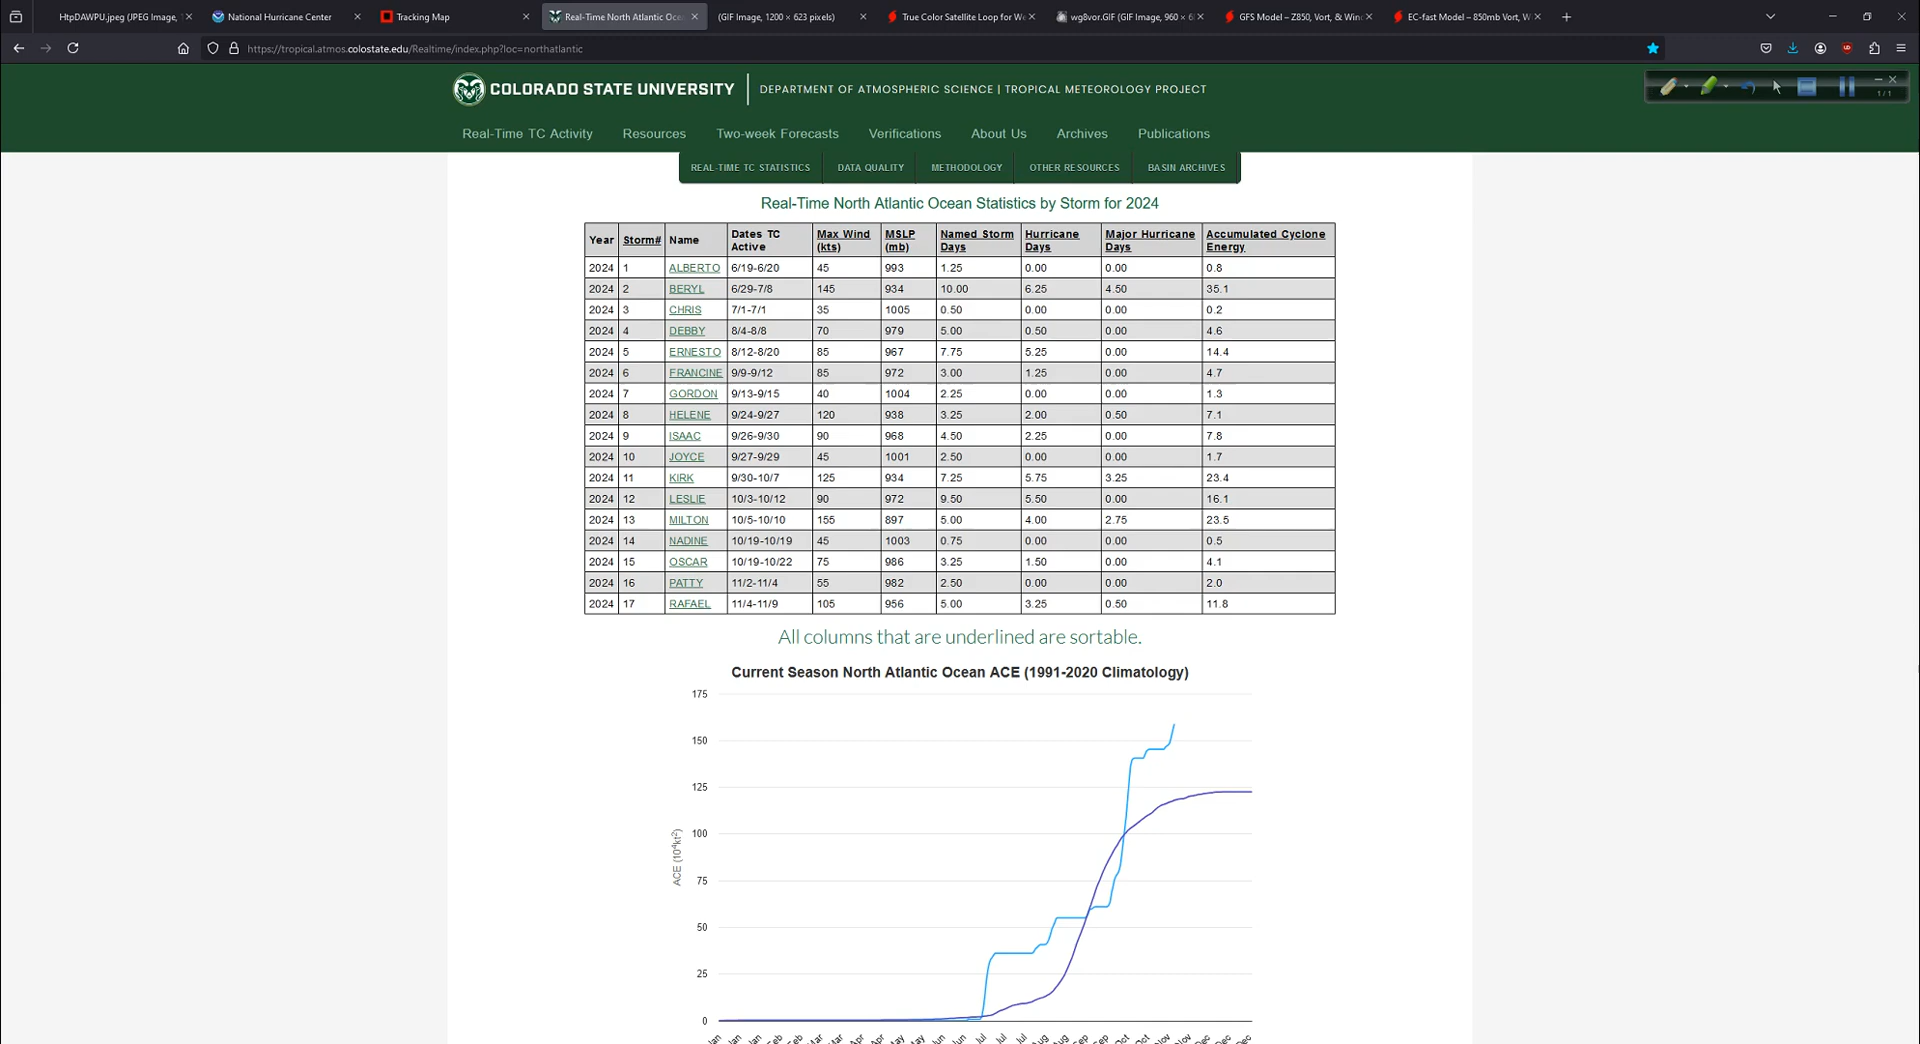 HtpDAWPU.jpeg (JPEG Image,
National Hurricane Center
Tracking Map
Real-Time North Atlantic Oce
(GIF Image, 1200 × 623 pixels)
True Color Satellite Loop for We
wg8vor.GIF (GIF Image, 960 × 6
GFS Model – Z850, Vort, & Win
EC-fast Model – 850mb Vort, W
https://tropical.atmos.colostate.edu/Realtime/index.php?loc=northatlantic
COLORADO STATE UNIVERSITY
DEPARTMENT OF ATMOSPHERIC SCIENCE | TROPICAL METEOROLOGY PROJECT
1/1
Real-Time TC Activity Resources Two-week Forecasts Verifications About Us Archives Publications
REAL-TIME TC STATISTICS DATA QUALITY METHODOLOGY OTHER RESOURCES BASIN ARCHIVES
Real-Time North Atlantic Ocean Statistics by Storm for 2024
Year Storm# Name Dates TC Active Max Wind (kts) MSLP (mb) Named Storm Days Hurricane Days Major Hurricane Days Accumulated Cyclone Energy
2024 1 ALBERTO 6/19-6/20 45 993 1.25 0.00 0.00 0.8
2024 2 BERYL 6/29-7/8 145 934 10.00 6.25 4.50 35.1
2024 3 CHRIS 7/1-7/1 35 1005 0.50 0.00 0.00 0.2
2024 4 DEBBY 8/4-8/8 70 979 5.00 0.50 0.00 4.6
2024 5 ERNESTO 8/12-8/20 85 967 7.75 5.25 0.00 14.4
2024 6 FRANCINE 9/9-9/12 85 972 3.00 1.25 0.00 4.7
2024 7 GORDON 9/13-9/15 40 1004 2.25 0.00 0.00 1.3
2024 8 HELENE 9/24-9/27 120 938 3.25 2.00 0.50 7.1
2024 9 ISAAC 9/26-9/30 90 968 4.50 2.25 0.00 7.8
2024 10 JOYCE 9/27-9/29 45 1001 2.50 0.00 0.00 1.7
2024 11 KIRK 9/30-10/7 125 934 7.25 5.75 3.25 23.4
2024 12 LESLIE 10/3-10/12 90 972 9.50 5.50 0.00 16.1
2024 13 MILTON 10/5-10/10 155 897 5.00 4.00 2.75 23.5
2024 14 NADINE 10/19-10/19 45 1003 0.75 0.00 0.00 0.5
2024 15 OSCAR 10/19-10/22 75 986 3.25 1.50 0.00 4.1
2024 16 PATTY 11/2-11/4 55 982 2.50 0.00 0.00 2.0
2024 17 RAFAEL 11/4-11/9 105 956 5.00 3.25 0.50 11.8
All columns that are underlined are sortable.
Current Season North Atlantic Ocean ACE (1991-2020 Climatology)
175
150
125
100
75
50
25
0
ACE (10⁴kt²)